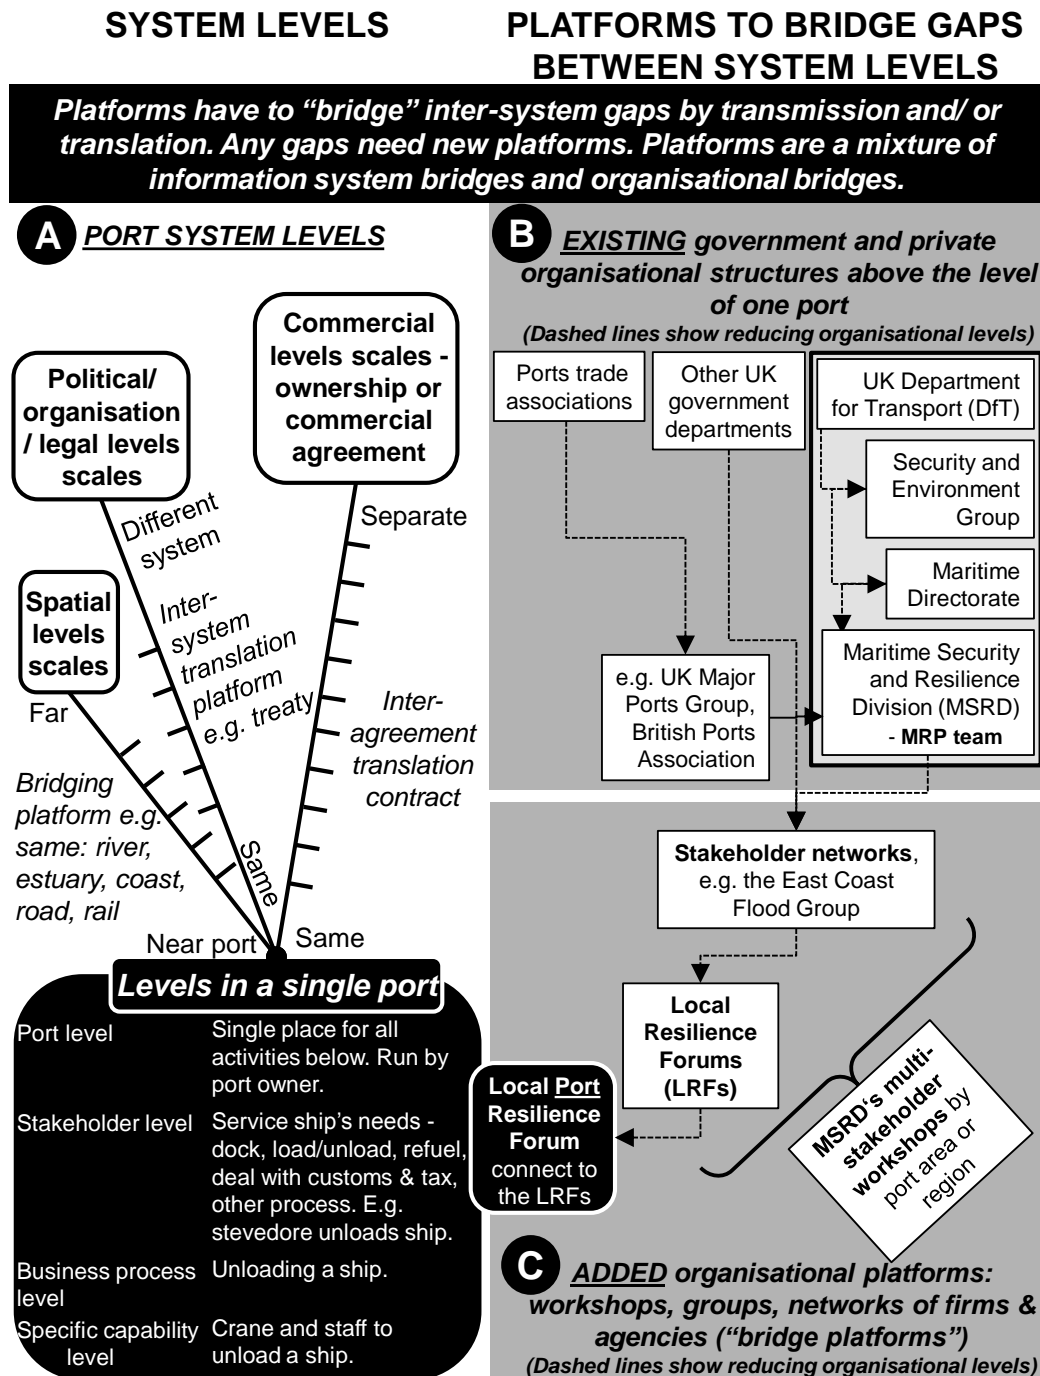 SYSTEM LEVELS
PLATFORMS TO BRIDGE GAPS
BETWEEN SYSTEM LEVELS
Platforms have to “bridge” inter-system gaps by transmission and/ or
translation. Any gaps need new platforms. Platforms are a mixture of
information system bridges and organisational bridges.
A
PORT SYSTEM LEVELS
Commercial
levels scales -
ownership or
commercial
agreement
Political/
organisation
/ legal levels
scales
Spatial
levels
scales
Different
system
Separate
Inter-
system
translation
platform
e.g. treaty
Far
Inter-
agreement
translation
contract
Bridging
platform e.g.
same: river,
estuary, coast,
road, rail
Same
Near port
Same
Levels in a single port
Port level
Single place for all
activities below. Run by
port owner.
Stakeholder level
Service ship’s needs -
dock, load/unload, refuel,
deal with customs & tax,
other process. E.g.
stevedore unloads ship.
Business process
level
Unloading a ship.
Specific capability
level
Crane and staff to
unload a ship.
B
EXISTING government and private
organisational structures above the level
of one port
(Dashed lines show reducing organisational levels)
Ports trade
associations
Other UK
government
departments
UK Department
for Transport (DfT)
Security and
Environment
Group
Maritime
Directorate
e.g. UK Major
Ports Group,
British Ports
Association
Maritime Security
and Resilience
Division (MSRD)
- MRP team
Stakeholder networks,
e.g. the East Coast
Flood Group
Local
Resilience
Forums
(LRFs)
Local Port
Resilience
Forum
connect to
the LRFs
MSRD‘s multi-
stakeholder
workshops by
port area or
region
C
ADDED organisational platforms:
workshops, groups, networks of firms &
agencies (“bridge platforms”)
(Dashed lines show reducing organisational levels)